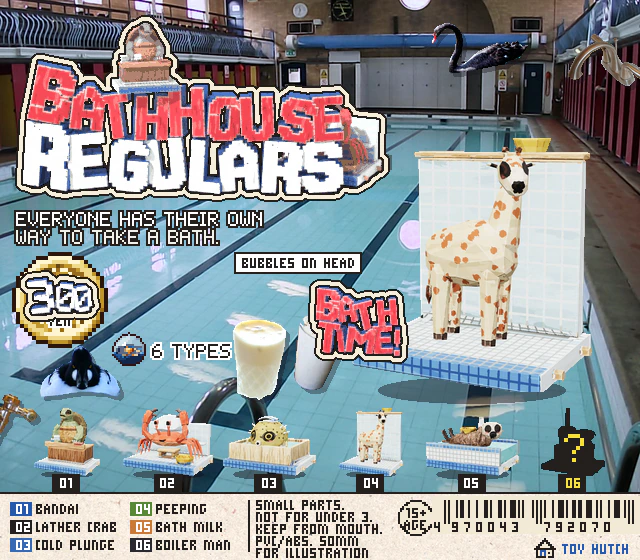 BATHHOUSE
REGULARS
EVERYONE HAS THEIR OWN
WAY TO TAKE A BATH.
BUBBLES ON HEAD
300
YEN
BATH
TIME!
6 TYPES
?
01
02
03
04
05
06
01 BANDAI
02 LATHER CRAB
03 COLD PLUNGE
04 PEEPING
05 BATH MILK
06 BOILER MAN
SMALL PARTS.
NOT FOR UNDER 3.
KEEP FROM MOUTH.
PVC/ABS. 50MM
FOR ILLUSTRATION
15+
AGE
4 970043 792070
TOY HUTCH